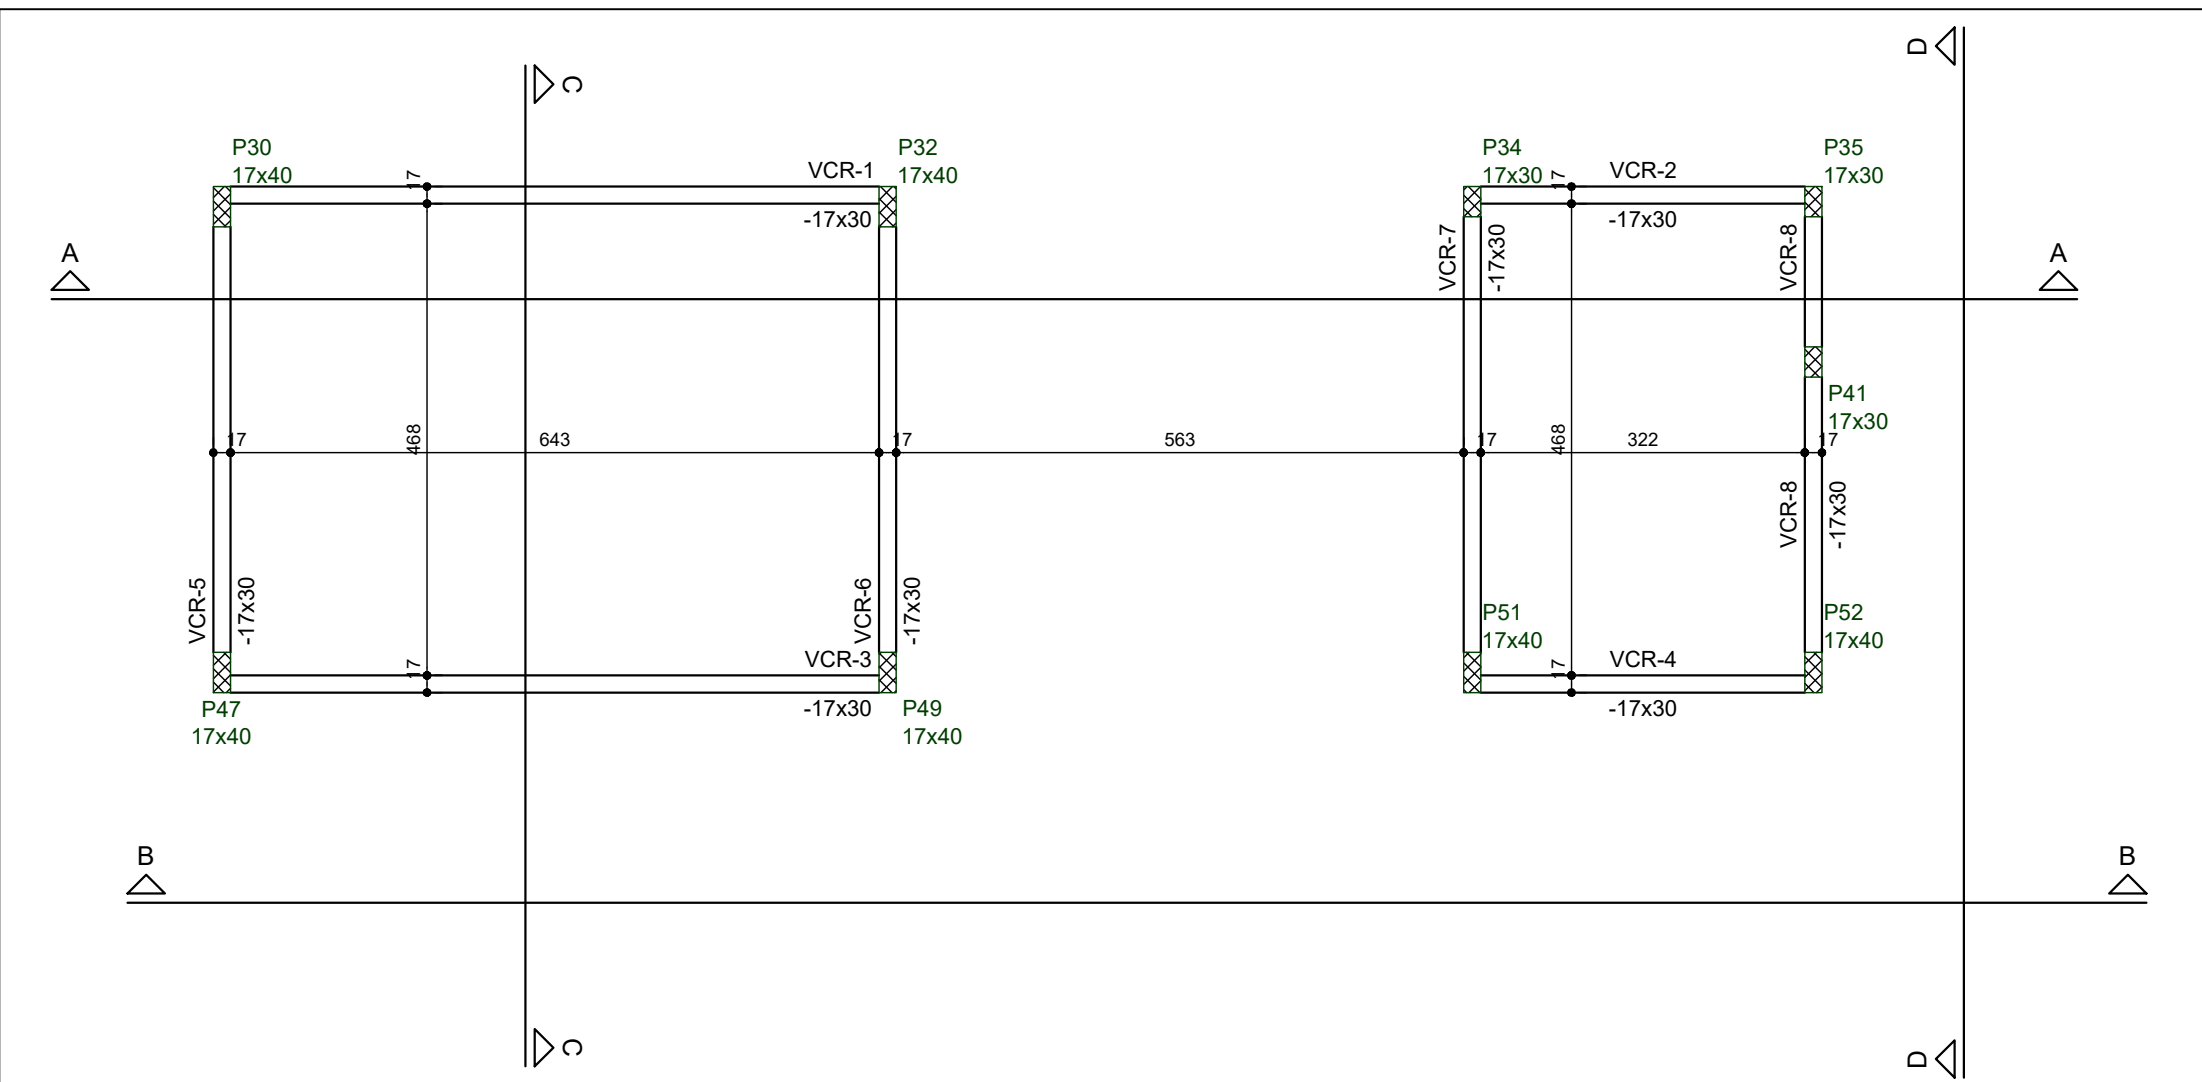 D
C
P30
17x40
17
VCR-1
-17x30
P32
17x40
P34
17x30
17
VCR-2
-17x30
P35
17x30
A
VCR-7
-17x30
VCR-8
A
P41
17x30
17
468
643
17
563
17
468
322
17
VCR-8
-17x30
VCR-5
-17x30
VCR-6
-17x30
P51
17x40
P52
17x40
17
VCR-3
-17x30
17
VCR-4
-17x30
P47
17x40
P49
17x40
B
B
C
D